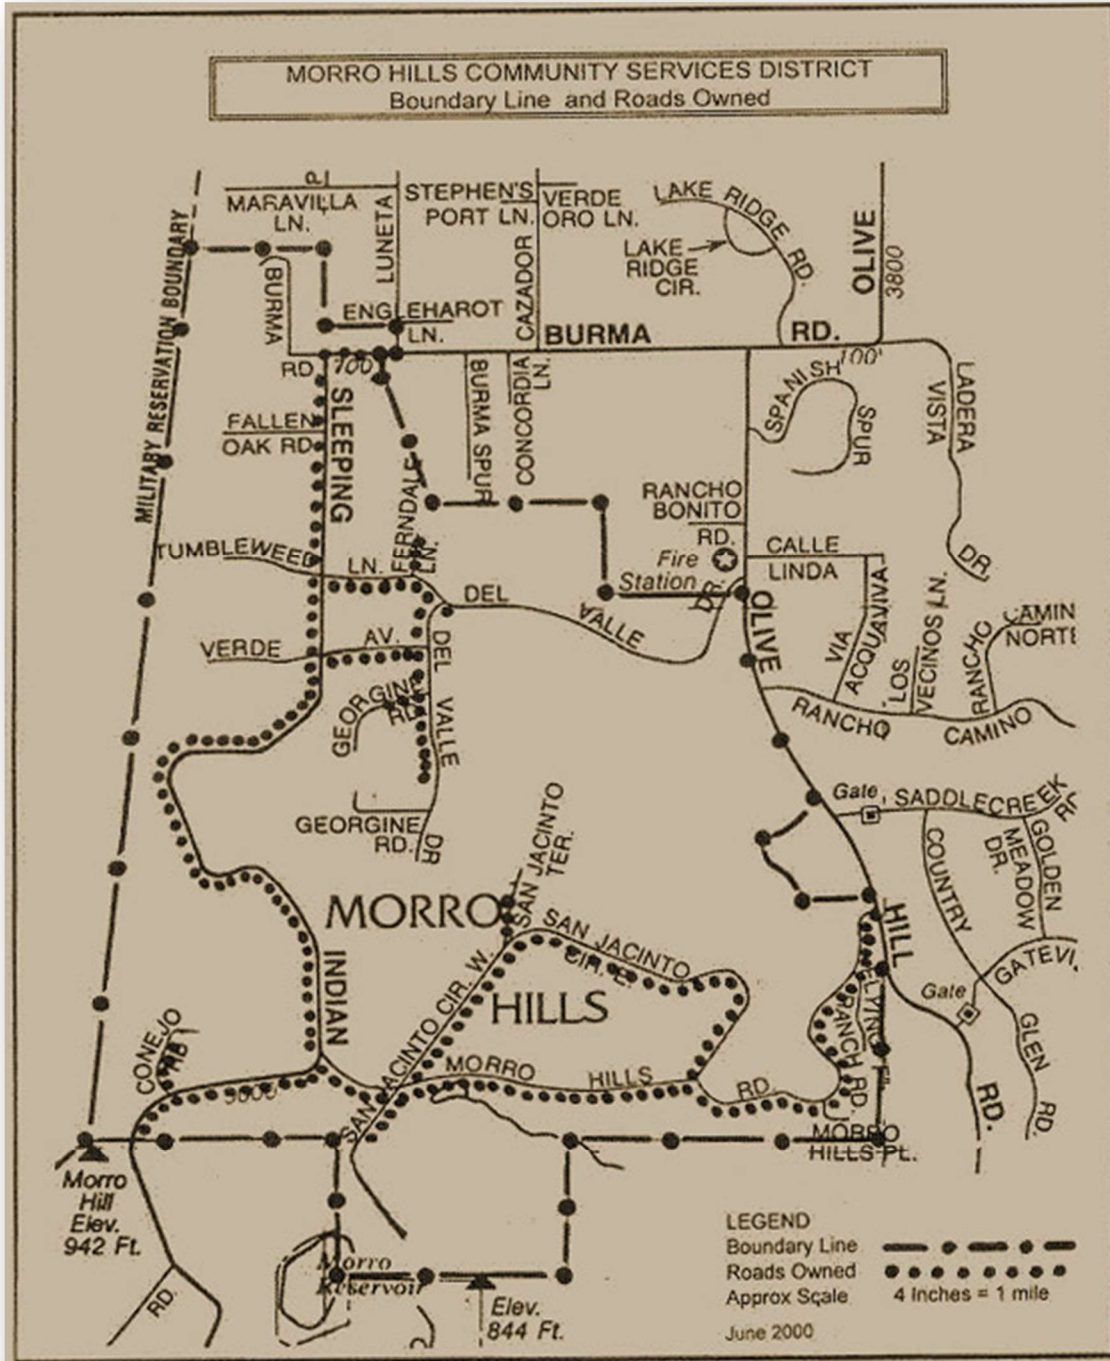 MORRO HILLS COMMUNITY SERVICES DISTRICT
Boundary Line and Roads Owned
MARAVILLA
LN.
LUNETA
STEPHEN'S
PORT LN.
VERDE
ORO LN.
CAZADOR
LN.
LAKE RIDGE RD.
LAKE
RIDGE
CIR.
OLIVE
3800
MILITARY RESERVATION BOUNDARY
BURMA
RD
ENGLEHAROT
LN.
BURMA RD.
700
100'
SLEEPING
FALLEN
OAK RD
BURMA SPUR
CONCORDIA
SPANISH
SPUR
LADERA
VISTA
DR.
FERNDALE
LN.
RANCHO
BONITO
RD.
Fire
Station
CALLE
LINDA
TUMBLEWEED LN.
DEL VALLE DR.
OLIVE
VIA
ACQUAVIVA
LOS
VECINOS LN.
RANCHO
CAMIN
NORTE
VERDE AV.
DEL VALLE DR
GEORGINE
RD.
RANCHO CAMINO
GEORGINE
RD.
Gate
SADDLECREEK
COUNTRY
GOLDEN
MEADOW
DR.
SAN JACINTO
TER.
MORRO
HILLS
SAN JACINTO
CIR. E.
SAN JACINTO CIR. W.
HILL
GATEVI
Gate
INDIAN
CONEJO
RD
GLEN
RD.
RANCH RD.
MORRO HILLS RD.
RD.
MORRO
HILLS PL.
Morro
Hill
Elev.
942 Ft.
RD.
Morro
Reservoir
Elev.
844 Ft.
LEGEND
Boundary Line
Roads Owned
Approx Scale 4 Inches = 1 mile
June 2000